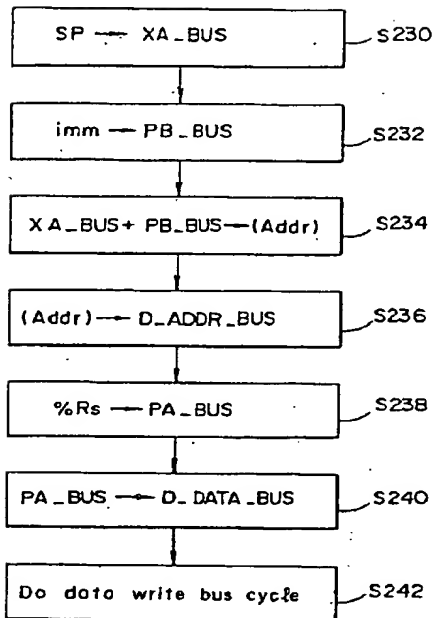 SP → XA_BUS S230
imm → PB_BUS S232
XA_BUS + PB_BUS → (Addr) S234
(Addr) → D_ADDR_BUS S236
%Rs → PA_BUS S238
PA_BUS → D_DATA_BUS S240
Do data write bus cycle S242